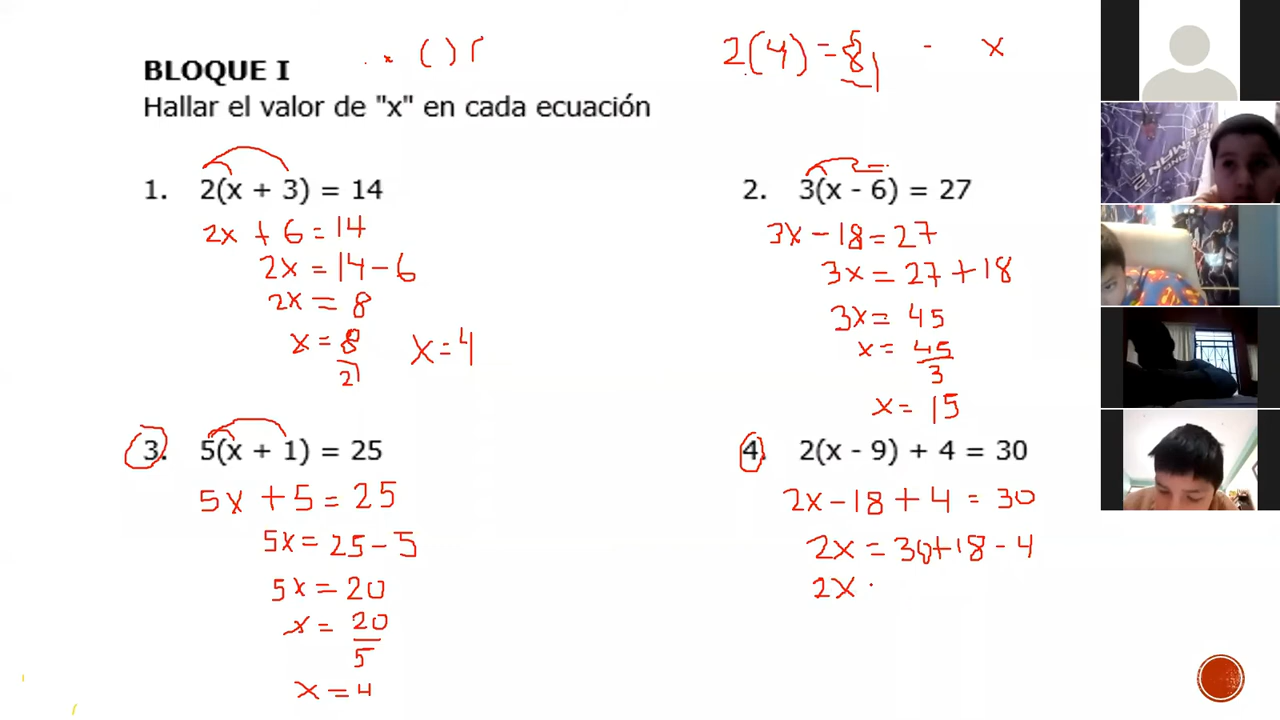 BLOQUE I
· × ( ) (
2(4) = 8
- x
Hallar el valor de "x" en cada ecuación
1. 2(x + 3) = 14
2x + 6 = 14
2x = 14 - 6
2x = 8
x = 8/2
x = 4
2. 3(x - 6) = 27
3x - 18 = 27
3x = 27 + 18
3x = 45
x = 45/3
x = 15
3. 5(x + 1) = 25
5x + 5 = 25
5x = 25 - 5
5x = 20
x = 20/5
x = 4
4. 2(x - 9) + 4 = 30
2x - 18 + 4 = 30
2x = 30 + 18 - 4
2x